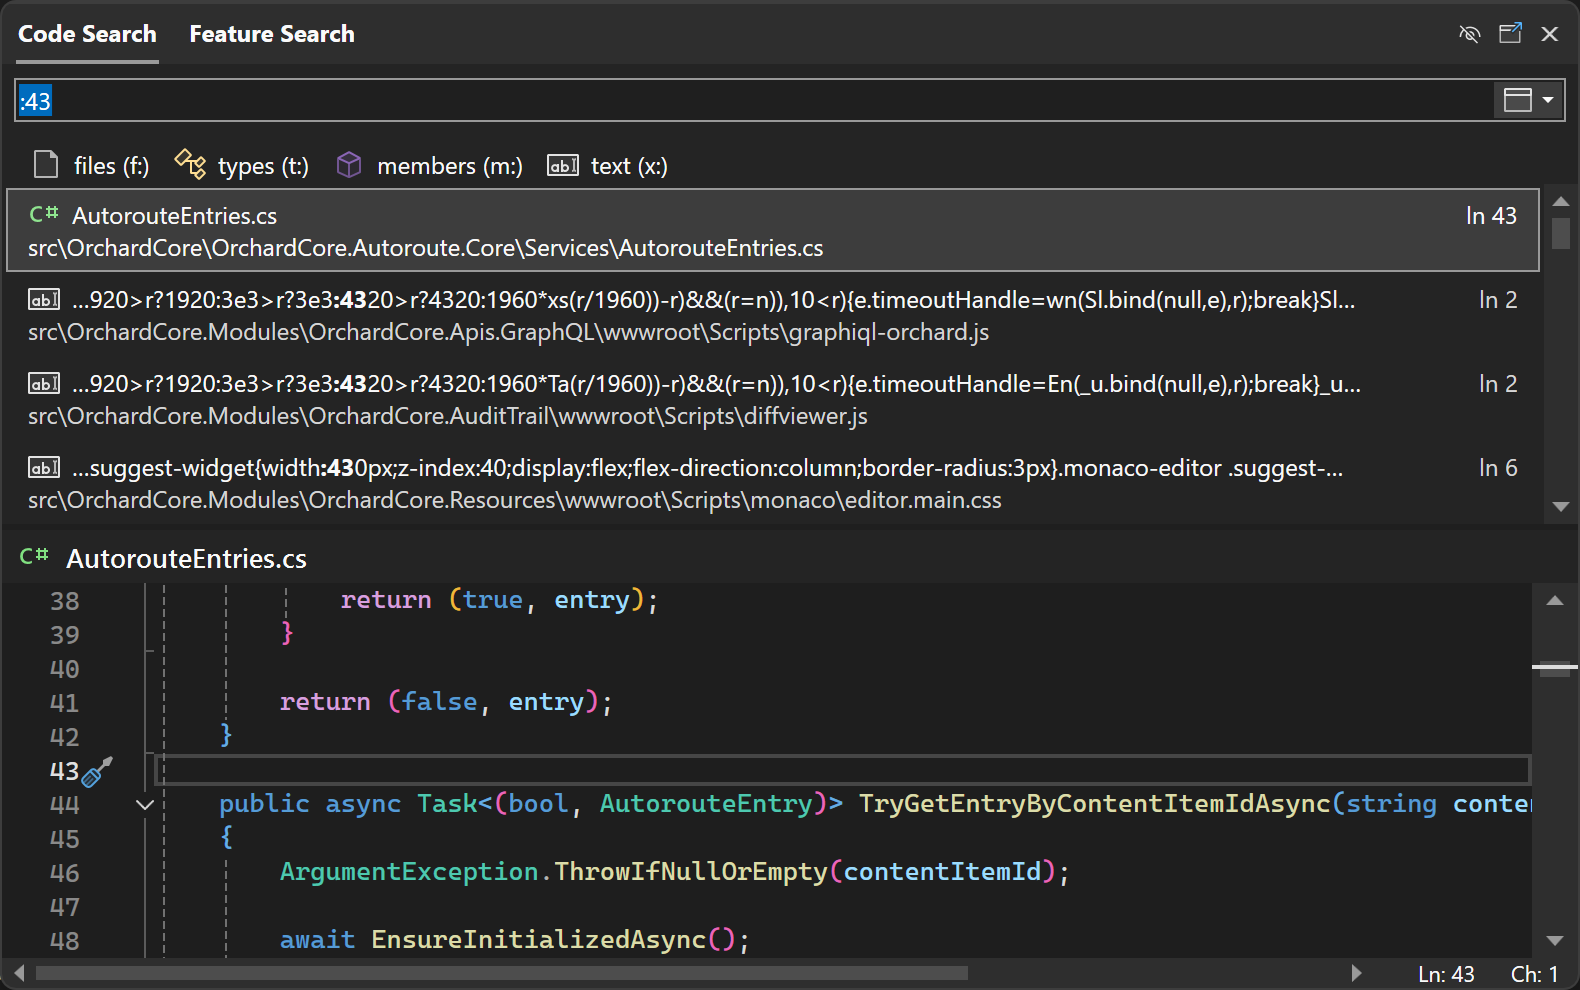 Code Search Feature Search
:43
files (f:) types (t:) members (m:) text (x:)
C# AutorouteEntries.cs ln 43
src\OrchardCore\OrchardCore.Autoroute.Core\Services\AutorouteEntries.cs
...920>r?1920:3e3>r?3e3:4320>r?4320:1960*xs(r/1960))-r)&&(r=n)),10<r){e.timeoutHandle=wn(Sl.bind(null,e),r);break}Sl... ln 2
src\OrchardCore.Modules\OrchardCore.Apis.GraphQL\wwwroot\Scripts\graphiql-orchard.js
...920>r?1920:3e3>r?3e3:4320>r?4320:1960*Ta(r/1960))-r)&&(r=n)),10<r){e.timeoutHandle=En(_u.bind(null,e),r);break}_u... ln 2
src\OrchardCore.Modules\OrchardCore.AuditTrail\wwwroot\Scripts\diffviewer.js
...suggest-widget{width:430px;z-index:40;display:flex;flex-direction:column;border-radius:3px}.monaco-editor .suggest-... ln 6
src\OrchardCore.Modules\OrchardCore.Resources\wwwroot\Scripts\monaco\editor.main.css
C# AutorouteEntries.cs
38 return (true, entry);
39 }
40
41 return (false, entry);
42 }
43
44 public async Task<(bool, AutorouteEntry)> TryGetEntryByContentItemIdAsync(string conte
45 {
46 ArgumentException.ThrowIfNullOrEmpty(contentItemId);
47
48 await EnsureInitializedAsync();
Ln: 43 Ch: 1